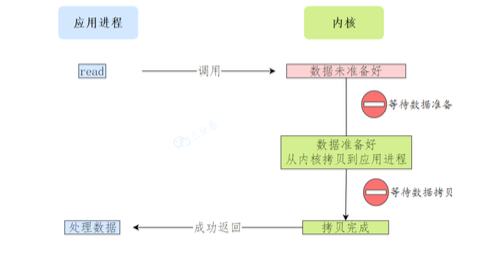 应用进程
内核
read
调用
数据未准备好
等待数据准备
数据准备好
从内核拷贝到应用进程
等待数据拷贝
处理数据
成功返回
拷贝完成